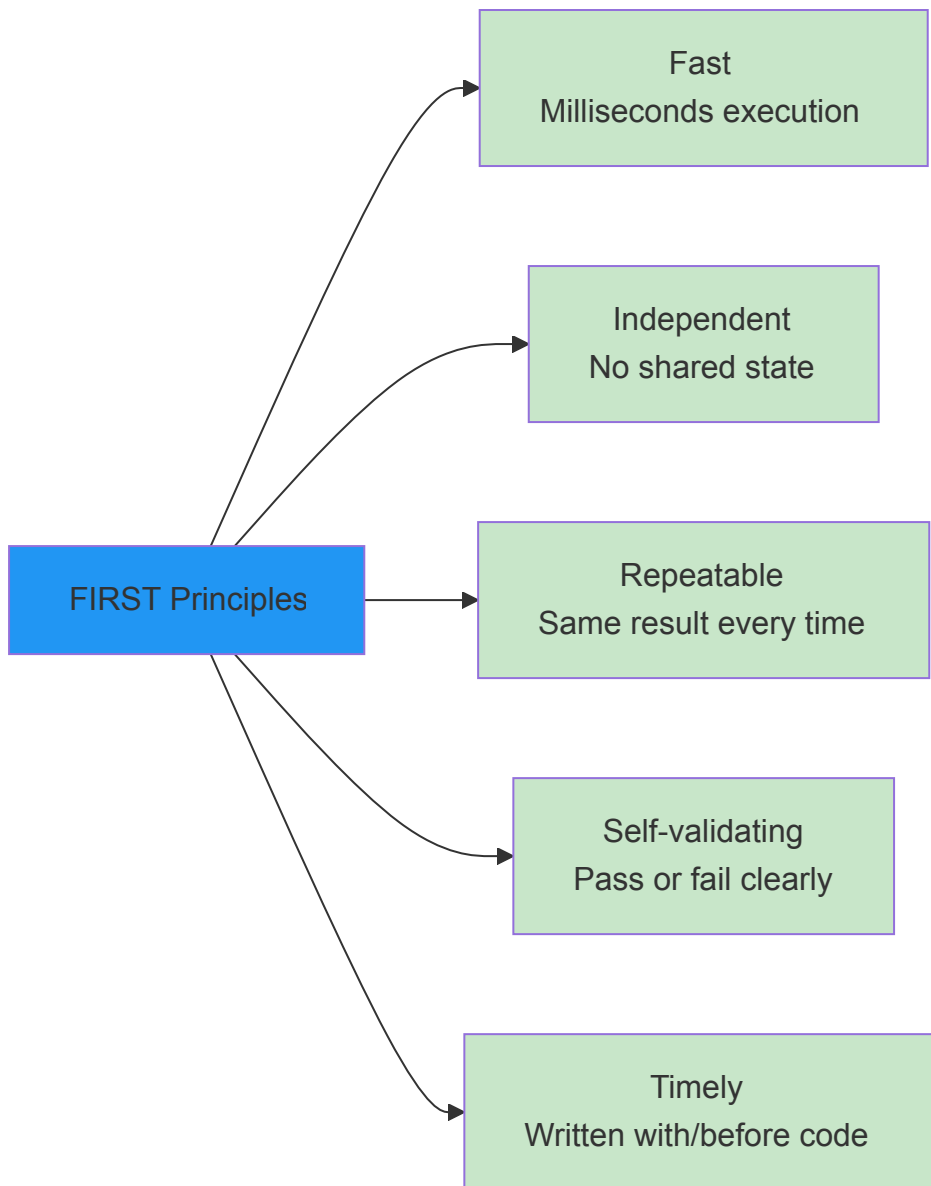 Fast
Milliseconds execution
Independent
No shared state
FIRST Principles
Repeatable
Same result every time
Self-validating
Pass or fail clearly
Timely
Written with/before code